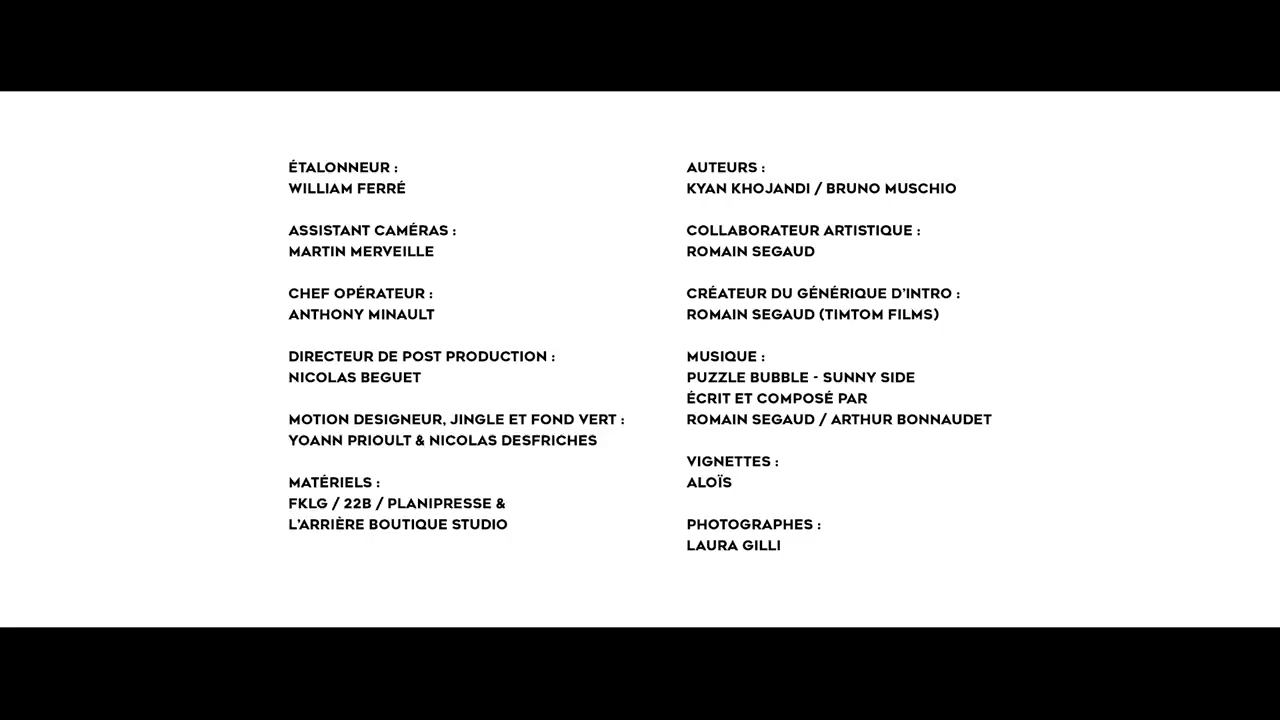 ÉTALONNEUR :
WILLIAM FERRÉ
ASSISTANT CAMÉRAS :
MARTIN MERVEILLE
CHEF OPÉRATEUR :
ANTHONY MINAULT
DIRECTEUR DE POST PRODUCTION :
NICOLAS BEGUET
MOTION DESIGNEUR, JINGLE ET FOND VERT :
YOANN PRIOULT & NICOLAS DESFRICHES
MATÉRIELS :
FKLG / 22B / PLANIPRESSE &
L'ARRIÈRE BOUTIQUE STUDIO
AUTEURS :
KYAN KHOJANDI / BRUNO MUSCHIO
COLLABORATEUR ARTISTIQUE :
ROMAIN SEGAUD
CRÉATEUR DU GÉNÉRIQUE D'INTRO :
ROMAIN SEGAUD (TIMTOM FILMS)
MUSIQUE :
PUZZLE BUBBLE - SUNNY SIDE
ÉCRIT ET COMPOSÉ PAR
ROMAIN SEGAUD / ARTHUR BONNAUDET
VIGNETTES :
ALOÏS
PHOTOGRAPHES :
LAURA GILLI